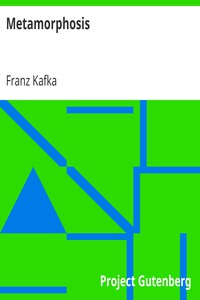 Metamorphosis
Franz Kafka
Project Gutenberg